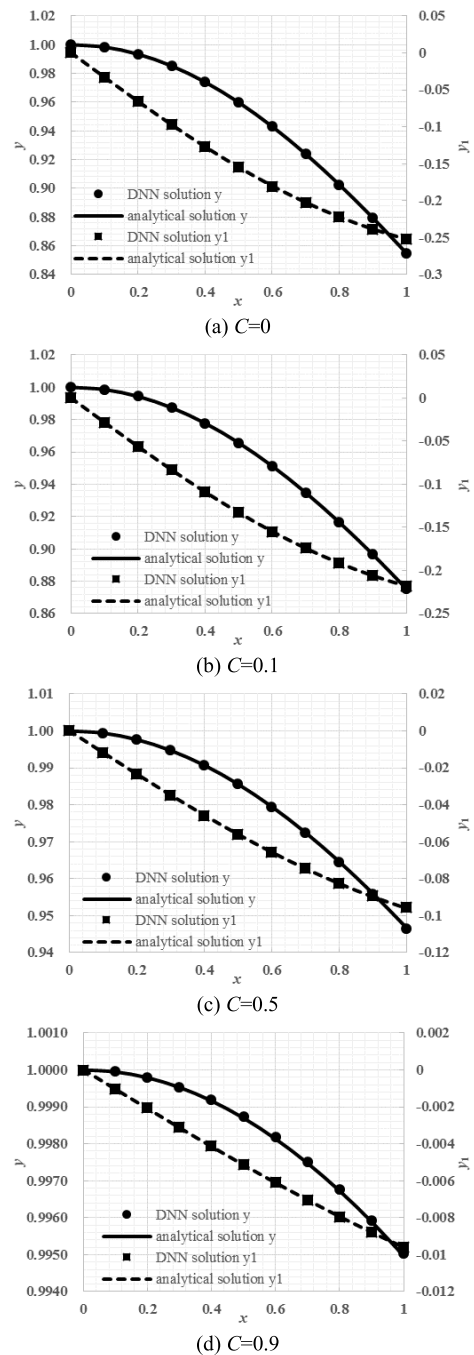 1.02 0.05
1.00 0
0.98 -0.05
0.96 -0.1
0.94
0.92 -0.15
0.90 -0.2
0.88 -0.25
0.86
0.84 -0.3
y
y₁
DNN solution y
analytical solution y
DNN solution y1
analytical solution y1
0 0.2 0.4 0.6 0.8 1
x
(a) C=0
1.02 0.05
1.00 0
0.98 -0.05
0.96
0.94 -0.1
0.92 -0.15
0.90
0.88 -0.2
0.86 -0.25
y
y₁
DNN solution y
analytical solution y
DNN solution y1
analytical solution y1
0 0.2 0.4 0.6 0.8 1
x
(b) C=0.1
1.01 0.02
1.00 0
0.99 -0.02
0.98 -0.04
0.97 -0.06
0.96 -0.08
0.95 -0.1
0.94 -0.12
y
y₁
DNN solution y
analytical solution y
DNN solution y1
analytical solution y1
0 0.2 0.4 0.6 0.8 1
x
(c) C=0.5
1.0010 0.002
1.0000 0
0.9990 -0.002
0.9980 -0.004
0.9970 -0.006
0.9960 -0.008
0.9950 -0.01
0.9940 -0.012
y
y₁
DNN solution y
analytical solution y
DNN solution y1
analytical solution y1
0 0.2 0.4 0.6 0.8 1
x
(d) C=0.9